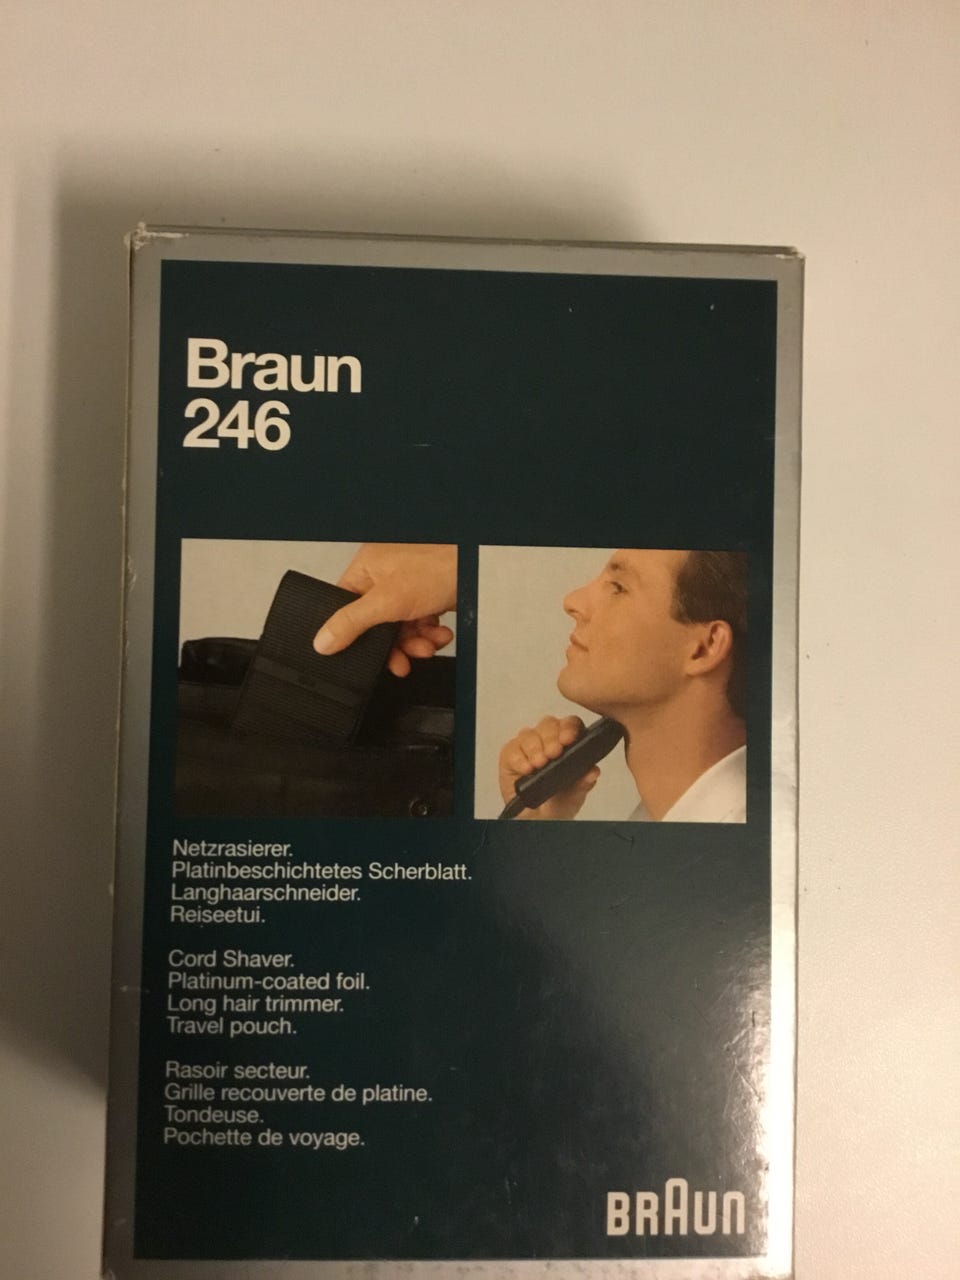 Braun
246
Netzrasierer.
Platinbeschichtetes Scherblatt.
Langhaarschneider.
Reiseetui.
Cord Shaver.
Platinum-coated foil.
Long hair trimmer.
Travel pouch.
Rasoir secteur.
Grille recouverte de platine.
Tondeuse.
Pochette de voyage.
BRAUN